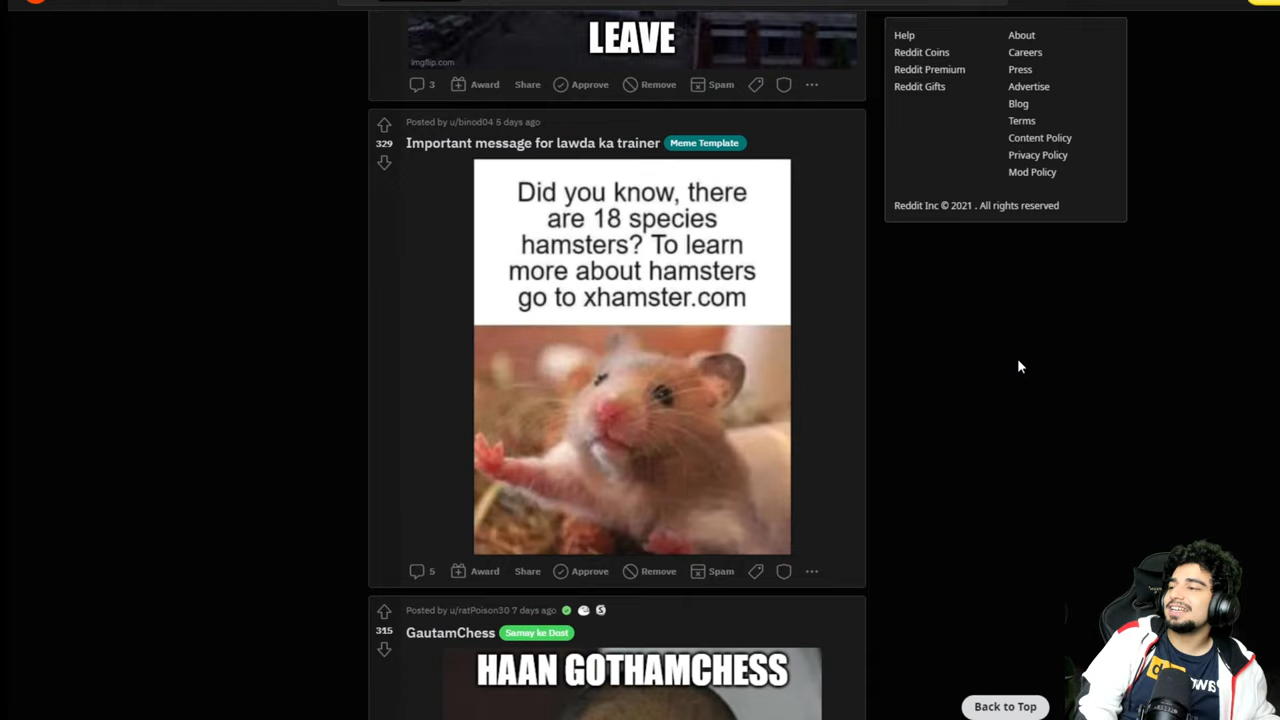 LEAVE
imgflip.com
3 Award Share Approve Remove Spam
Posted by u/binod04 5 days ago
329
Important message for lawda ka trainer Meme Template
Did you know, there
are 18 species
hamsters? To learn
more about hamsters
go to xhamster.com
5 Award Share Approve Remove Spam
Posted by u/ratPoison30 7 days ago
315
GautamChess Samay ke Dost
HAAN GOTHAMCHESS
Help About
Reddit Coins Careers
Reddit Premium Press
Reddit Gifts Advertise
Blog
Terms
Content Policy
Privacy Policy
Mod Policy
Reddit Inc © 2021 . All rights reserved
Back to Top